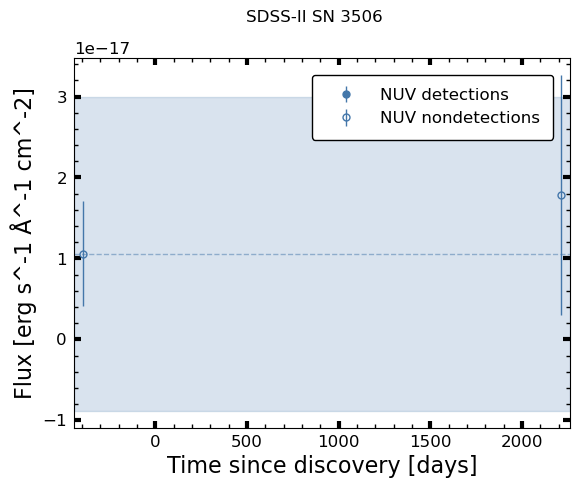 SDSS-II SN 3506
1e−17
NUV detections
NUV nondetections
3
2
1
0
−1
Flux [erg s^-1 Å^-1 cm^-2]
0 500 1000 1500 2000
Time since discovery [days]